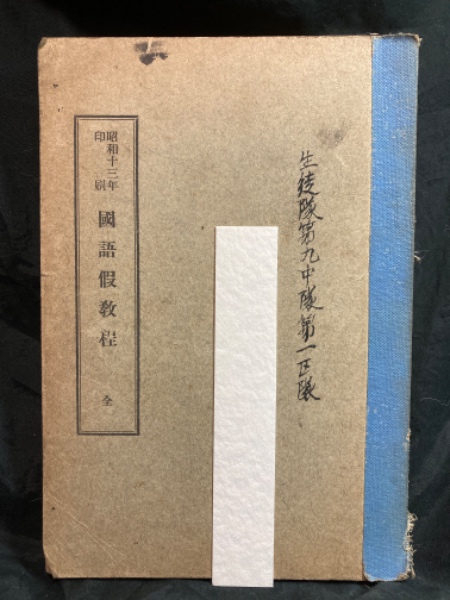 生徒隊第九中隊第一区隊
昭和十三年
印刷
國語假教程 全